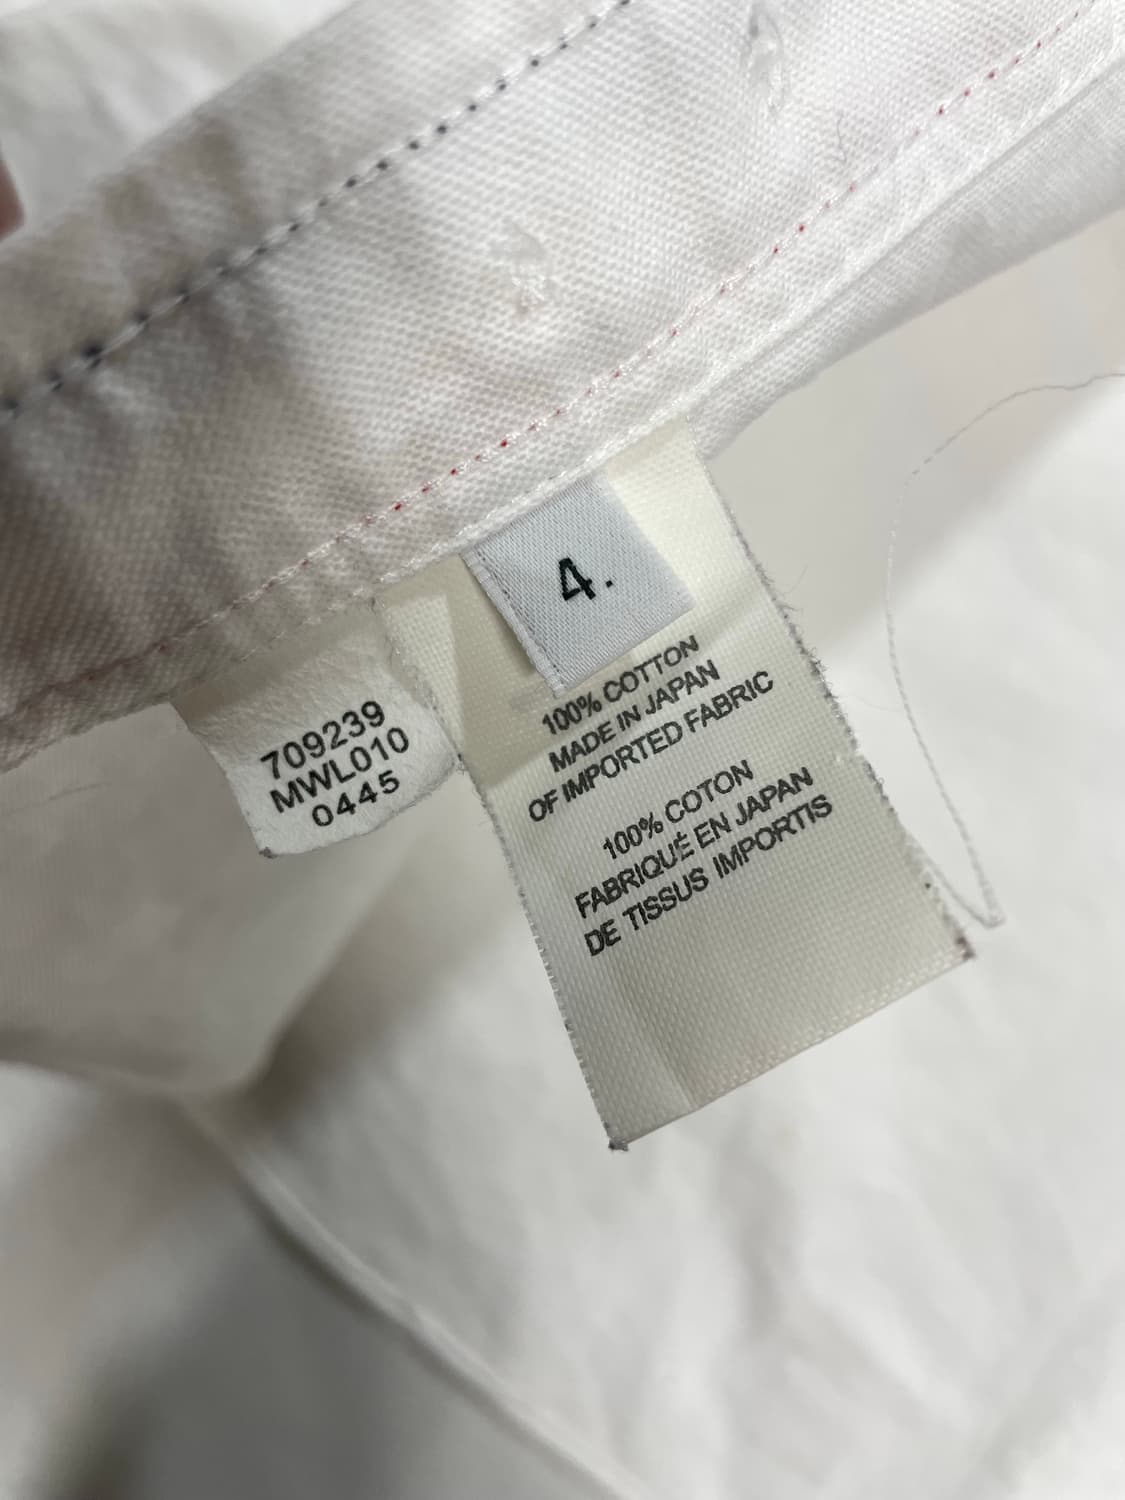 4.
709239
MWL010
0445
100% COTTON
MADE IN JAPAN
OF IMPORTED FABRIC
100% COTON
FABRIQUÉ EN JAPAN
DE TISSUS IMPORTIS